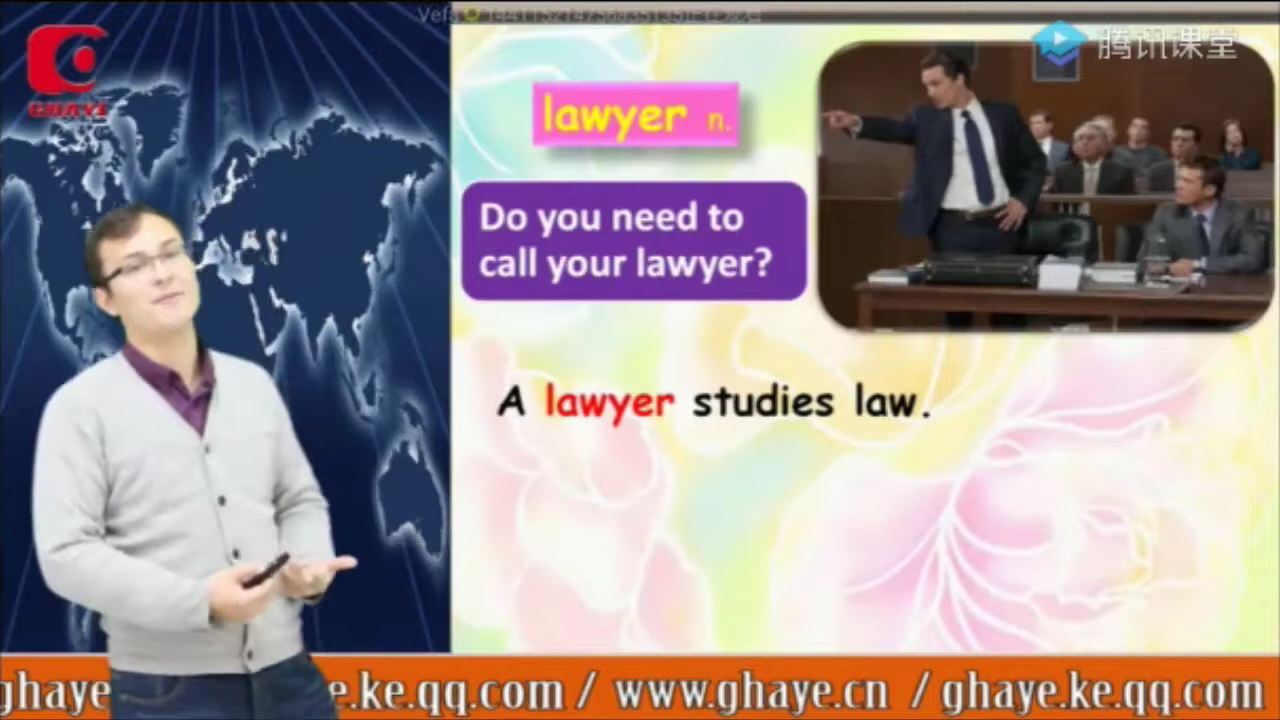 GHAYE
腾讯课堂
lawyer n.
Do you need to
call your lawyer?
A lawyer studies law.
ghaye e.ke.qq.com / www.ghaye.cn / ghaye.ke.qq.com